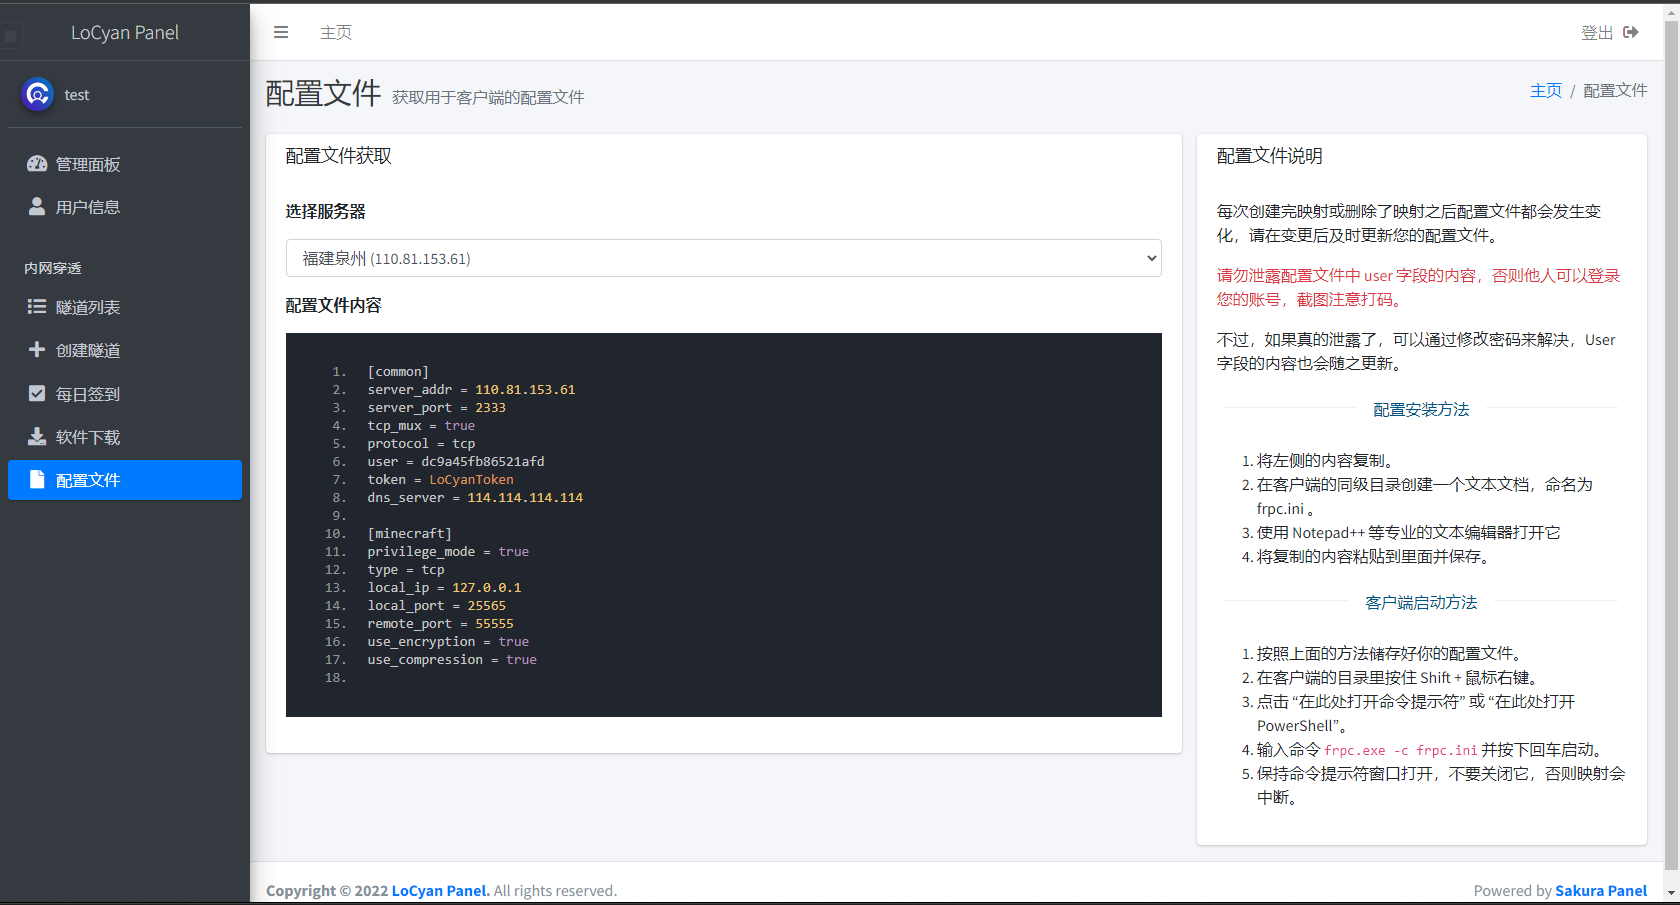 LoCyan Panel
主页
登出
test
管理面板
用户信息
内网穿透
隧道列表
创建隧道
每日签到
软件下载
配置文件
配置文件 获取用于客户端的配置文件
主页 / 配置文件
配置文件获取
选择服务器
福建泉州 (110.81.153.61)
配置文件内容
1. [common]
2. server_addr = 110.81.153.61
3. server_port = 2333
4. tcp_mux = true
5. protocol = tcp
6. user = dc9a45fb86521afd
7. token = LoCyanToken
8. dns_server = 114.114.114.114
9.
10. [minecraft]
11. privilege_mode = true
12. type = tcp
13. local_ip = 127.0.0.1
14. local_port = 25565
15. remote_port = 55555
16. use_encryption = true
17. use_compression = true
18.
配置文件说明
每次创建完映射或删除了映射之后配置文件都会发生变
化，请在变更后及时更新您的配置文件。
请勿泄露配置文件中 user 字段的内容，否则他人可以登录
您的账号，截图注意打码。
不过，如果真的泄露了，可以通过修改密码来解决，User
字段的内容也会随之更新。
配置安装方法
1. 将左侧的内容复制。
2. 在客户端的同级目录创建一个文本文档，命名为
frpc.ini 。
3. 使用 Notepad++ 等专业的文本编辑器打开它
4. 将复制的内容粘贴到里面并保存。
客户端启动方法
1. 按照上面的方法储存好你的配置文件。
2. 在客户端的目录里按住 Shift + 鼠标右键。
3. 点击 “在此处打开命令提示符” 或 “在此处打开
PowerShell”。
4. 输入命令 frpc.exe -c frpc.ini 并按下回车启动。
5. 保持命令提示符窗口打开，不要关闭它，否则映射会
中断。
Copyright © 2022 LoCyan Panel. All rights reserved.
Powered by Sakura Panel